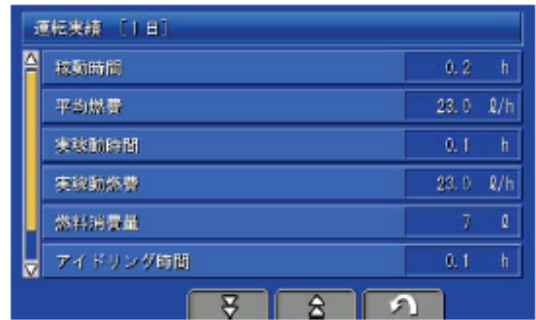 運転実績 [1日]
稼動時間 0.2 h
平均燃費 23.0 ℓ/h
実稼動時間 0.1 h
実稼動燃費 23.0 ℓ/h
燃料消費量 7 ℓ
アイドリング時間 0.1 h